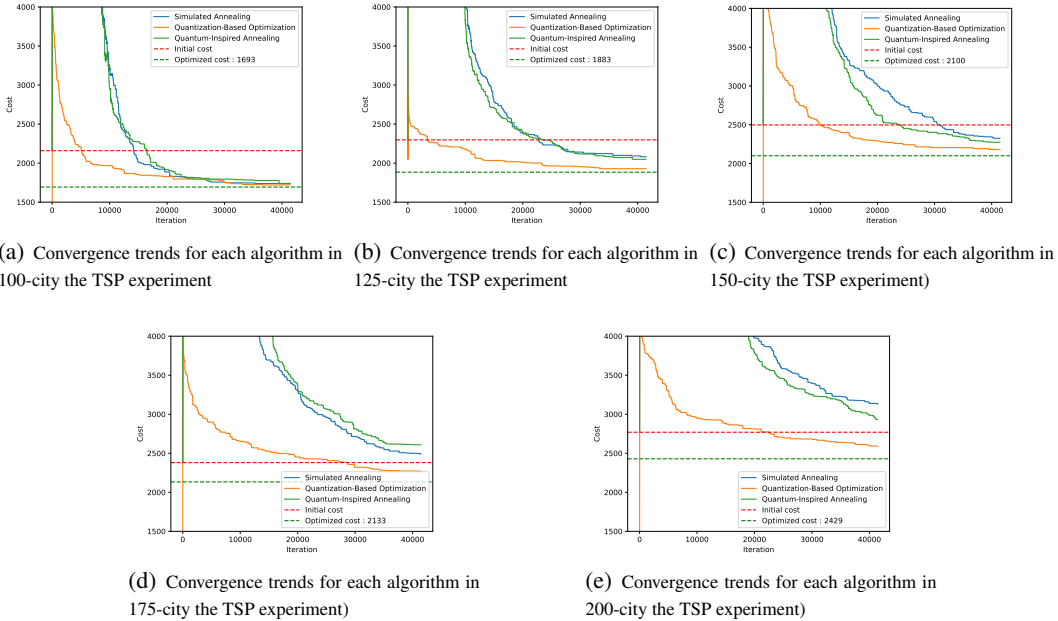 4000
3500
3000
2500
2000
1500
Cost
0 10000 20000 30000 40000
Iteration
Simulated Annealing
Quantization-Based Optimization
Quantum-Inspired Annealing
Initial cost
Optimized cost : 1693
4000
3500
3000
2500
2000
1500
Cost
0 10000 20000 30000 40000
Iteration
Simulated Annealing
Quantization-Based Optimization
Quantum-Inspired Annealing
Initial cost
Optimized cost : 1883
4000
3500
3000
2500
2000
1500
Cost
0 10000 20000 30000 40000
Iteration
Simulated Annealing
Quantization-Based Optimization
Quantum-Inspired Annealing
Initial cost
Optimized cost : 2100
(a) Convergence trends for each algorithm in
100-city the TSP experiment
(b) Convergence trends for each algorithm in
125-city the TSP experiment
(c) Convergence trends for each algorithm in
150-city the TSP experiment)
4000
3500
3000
2500
2000
1500
Cost
0 10000 20000 30000 40000
Iteration
Simulated Annealing
Quantization-Based Optimization
Quantum-Inspired Annealing
Initial cost
Optimized cost : 2133
4000
3500
3000
2500
2000
1500
Cost
0 10000 20000 30000 40000
Iteration
Simulated Annealing
Quantization-Based Optimization
Quantum-Inspired Annealing
Initial cost
Optimized cost : 2429
(d) Convergence trends for each algorithm in
175-city the TSP experiment)
(e) Convergence trends for each algorithm in
200-city the TSP experiment)